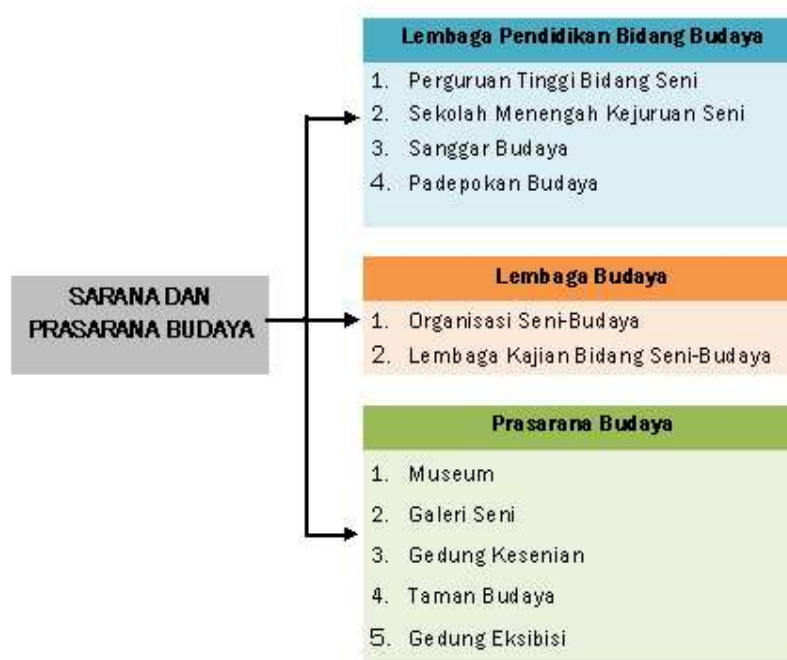 SARANA DAN
PRASARANA BUDAYA
Lembaga Pendidikan Bidang Budaya
1. Perguruan Tinggi Bidang Seni
2. Sekolah Menengah Kejuruan Seni
3. Sanggar Budaya
4. Padepokan Budaya
Lembaga Budaya
1. Organisasi Seni-Budaya
2. Lembaga Kajian Bidang Seni-Budaya
Prasarana Budaya
1. Museum
2. Galeri Seni
3. Gedung Kesenian
4. Taman Budaya
5. Gedung Eksibisi